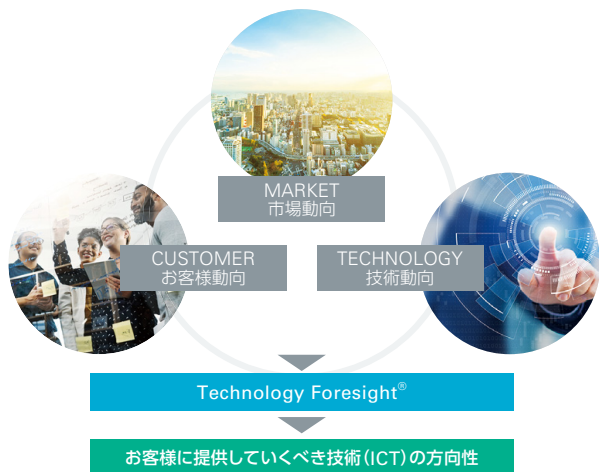 MARKET
市場動向
CUSTOMER
お客様動向
TECHNOLOGY
技術動向
Technology Foresight®
お客様に提供していくべき技術（ICT）の方向性